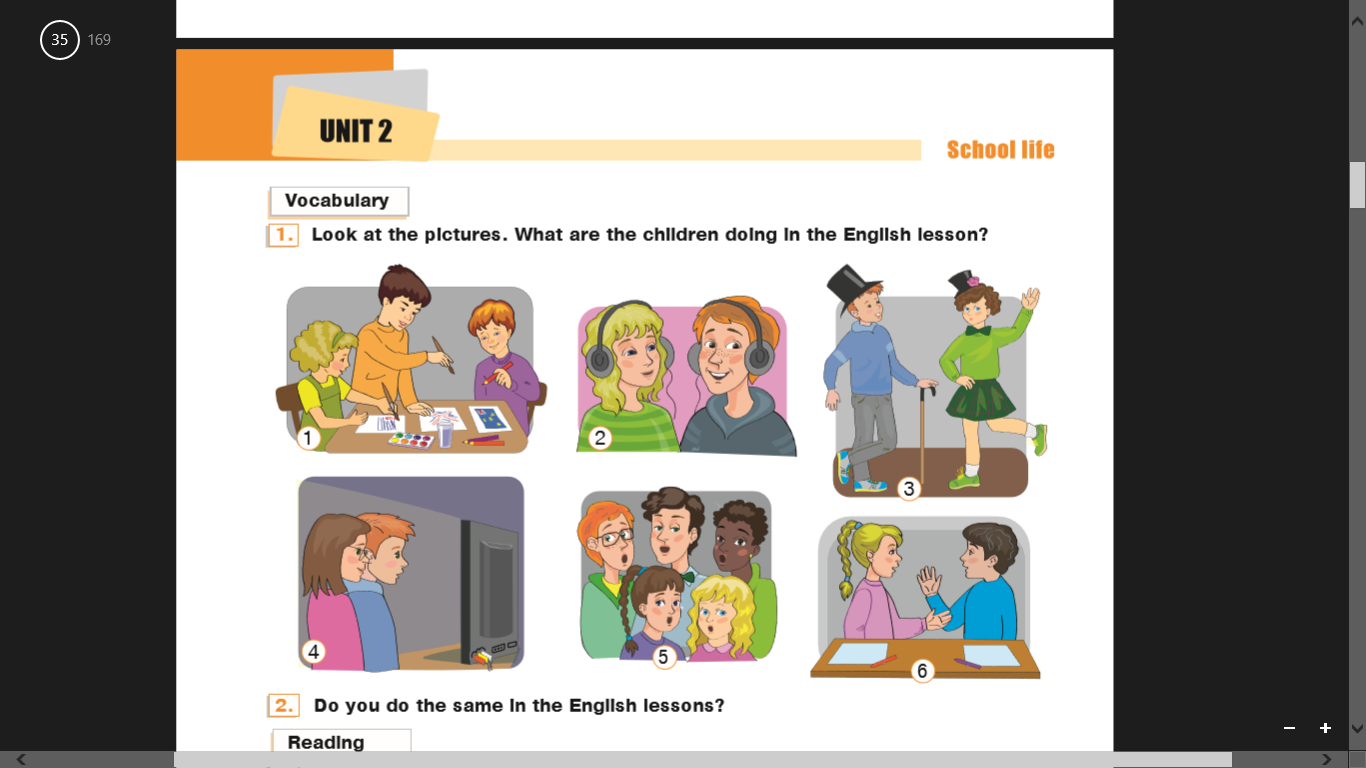 35 169
UNIT 2
School life
Vocabulary
1. Look at the pictures. What are the children doing in the English lesson?
1
2
3
4
5
6
2. Do you do the same in the English lessons?
Reading